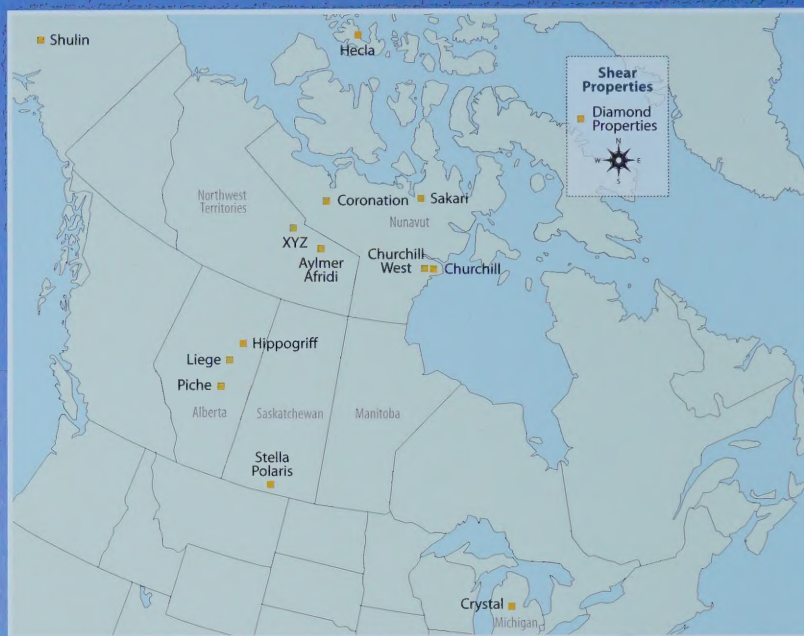 Shulin
Hecla
Shear
Properties
Diamond
Properties
N
W E
S
Northwest
Territories
Coronation
Sakari
Nunavut
XYZ
Aylmer
Afridi
Churchill
West
Churchill
Hippogriff
Liege
Piche
Alberta
Saskatchewan
Manitoba
Stella
Polaris
Crystal
Michigan